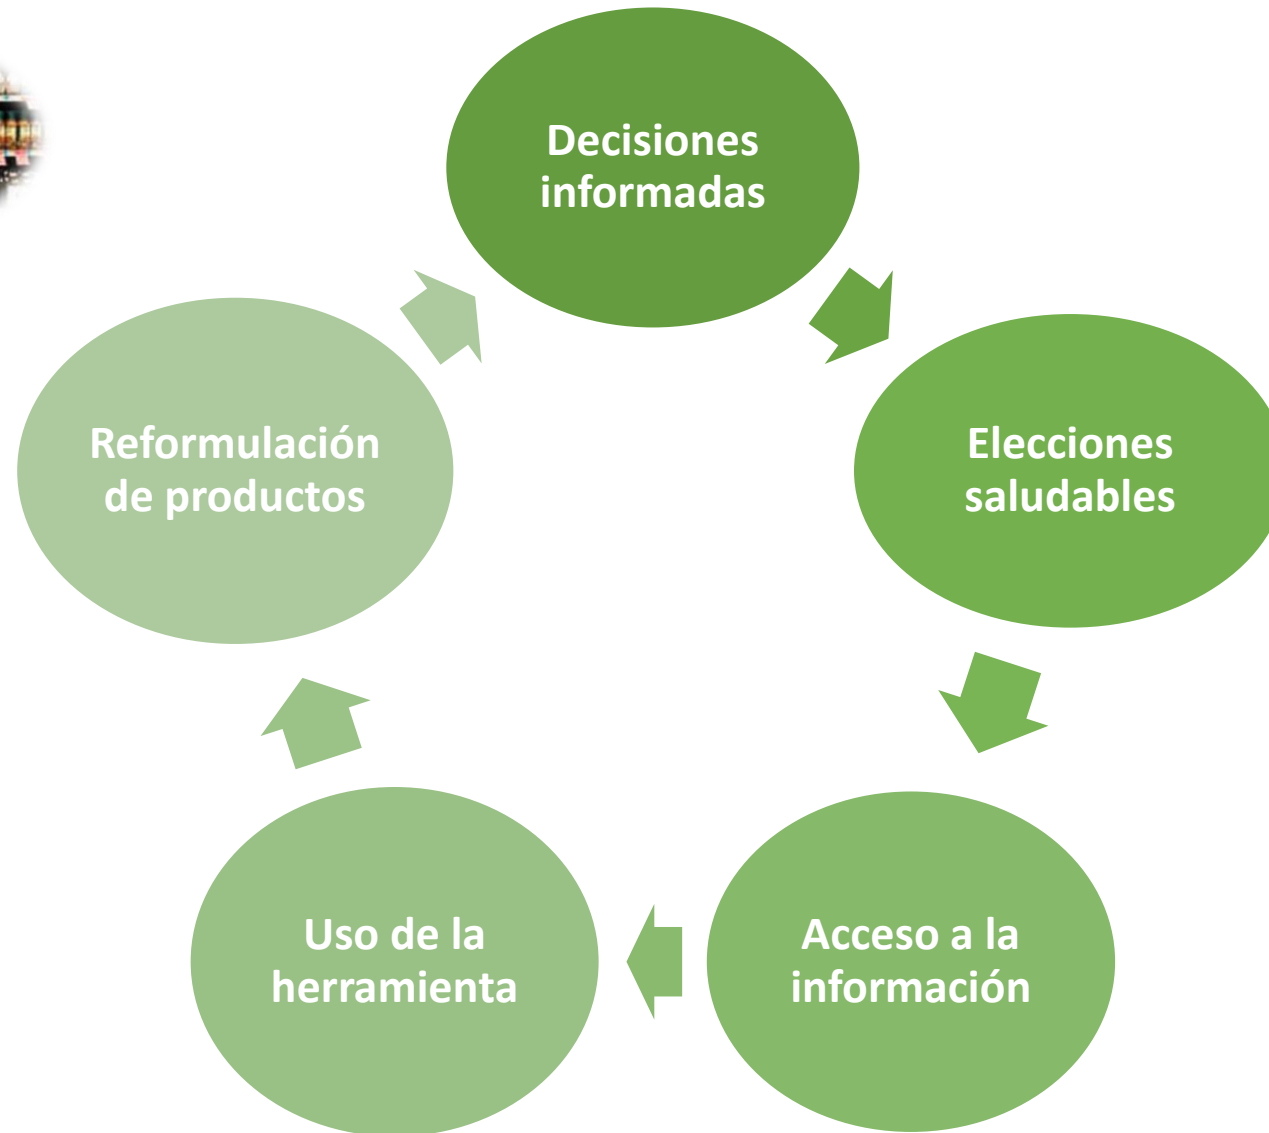 Decisiones
informadas
Elecciones
saludables
Acceso a la
información
Uso de la
herramienta
Reformulación
de productos